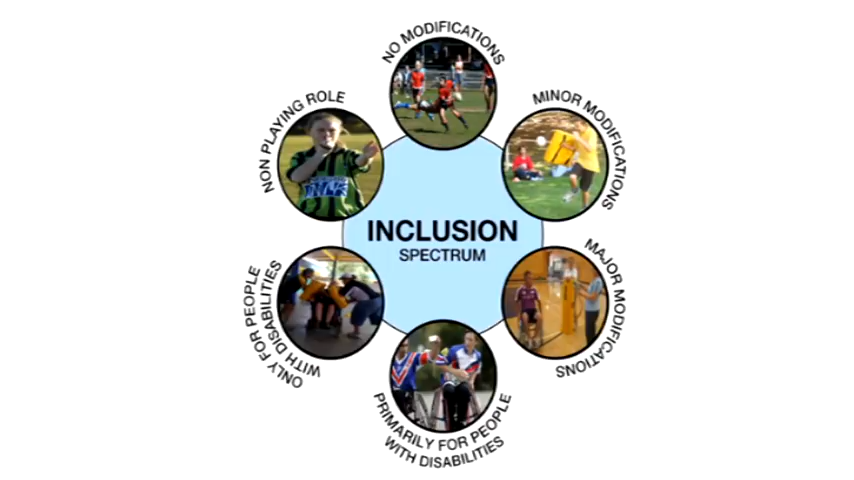 INCLUSION
SPECTRUM
NO MODIFICATIONS
MINOR MODIFICATIONS
MAJOR MODIFICATIONS
PRIMARILY FOR PEOPLE
WITH DISABILITIES
ONLY FOR PEOPLE
WITH DISABILITIES
NON PLAYING ROLE